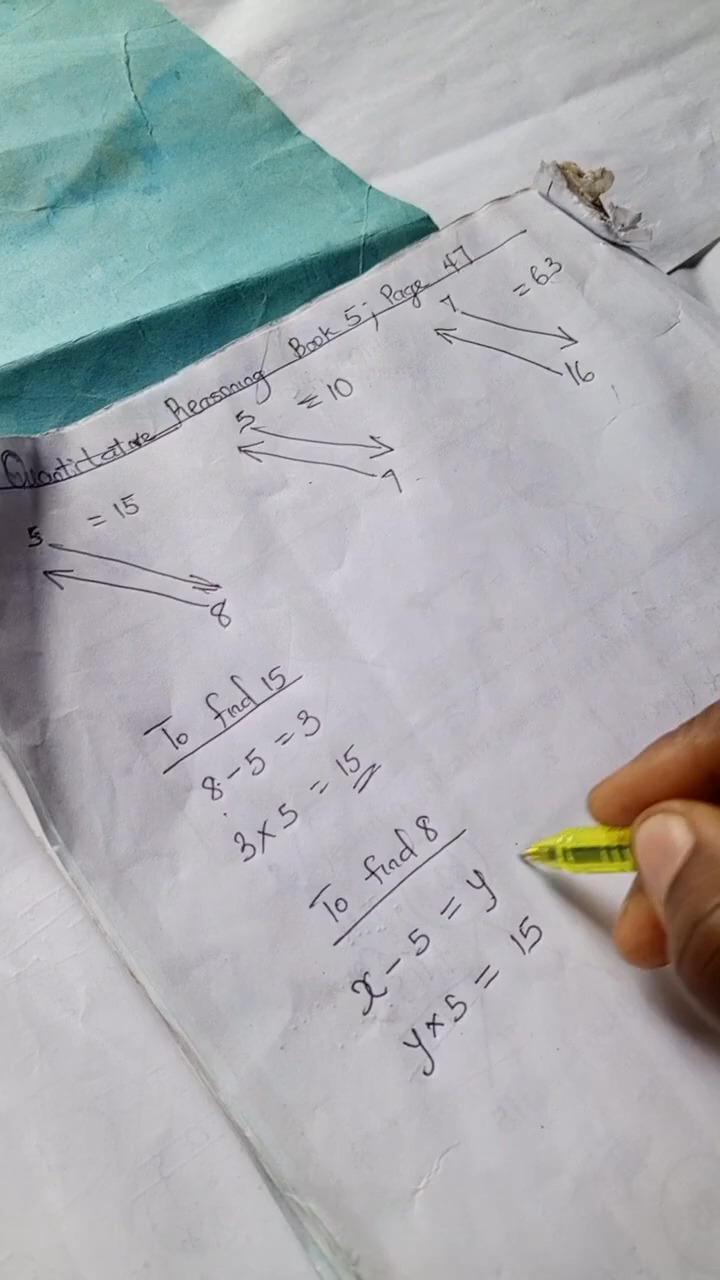 Quantitative Reasoning Book 5; Page 47
5 = 15
8
5 = 10
7
7 = 63
16
To find 15
8 - 5 = 3
3 × 5 = 15
To find 8
x - 5 = y
y × 5 = 15